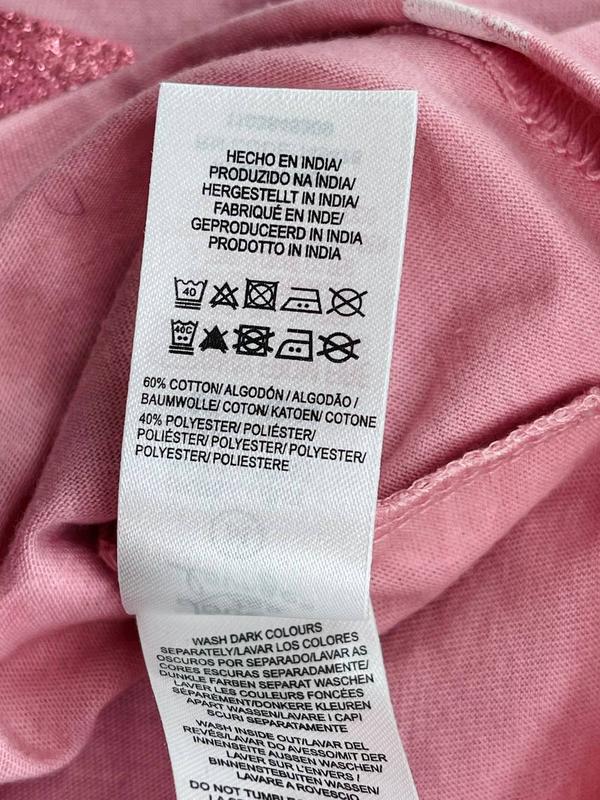 HECHO EN INDIA/
PRODUZIDO NA ÍNDIA/
HERGESTELLT IN INDIA/
FABRIQUÉ EN INDE/
GEPRODUCEERD IN INDIA
PRODOTTO IN INDIA
40
40C
60% COTTON/ ALGODÓN / ALGODÃO /
BAUMWOLLE/ COTON/ KATOEN/ COTONE
40% POLYESTER/ POLIÉSTER/
POLIÉSTER/ POLYESTER/ POLYESTER/
POLYESTER/ POLIESTERE
WASH DARK COLOURS
SEPARATELY/LAVAR LOS COLORES
OSCUROS POR SEPARADO/LAVAR AS
CORES ESCURAS SEPARADAMENTE/
DUNKLE FARBEN SEPARAT WASCHEN
LAVER LES COULEURS FONCÉES
SÉPARÉMENT/DONKERE KLEUREN
APART WASSEN/LAVARE I CAPI
SCURI SEPARATAMENTE
WASH INSIDE OUT/LAVAR DEL
REVÉS/LAVAR DO AVESSO/MIT DER
INNENSEITE AUSSEN WASCHEN/
LAVER SUR L'ENVERS /
BINNENSTEBUITEN WASSEN/
LAVARE A ROVESCIO
DO NOT TUMBLE